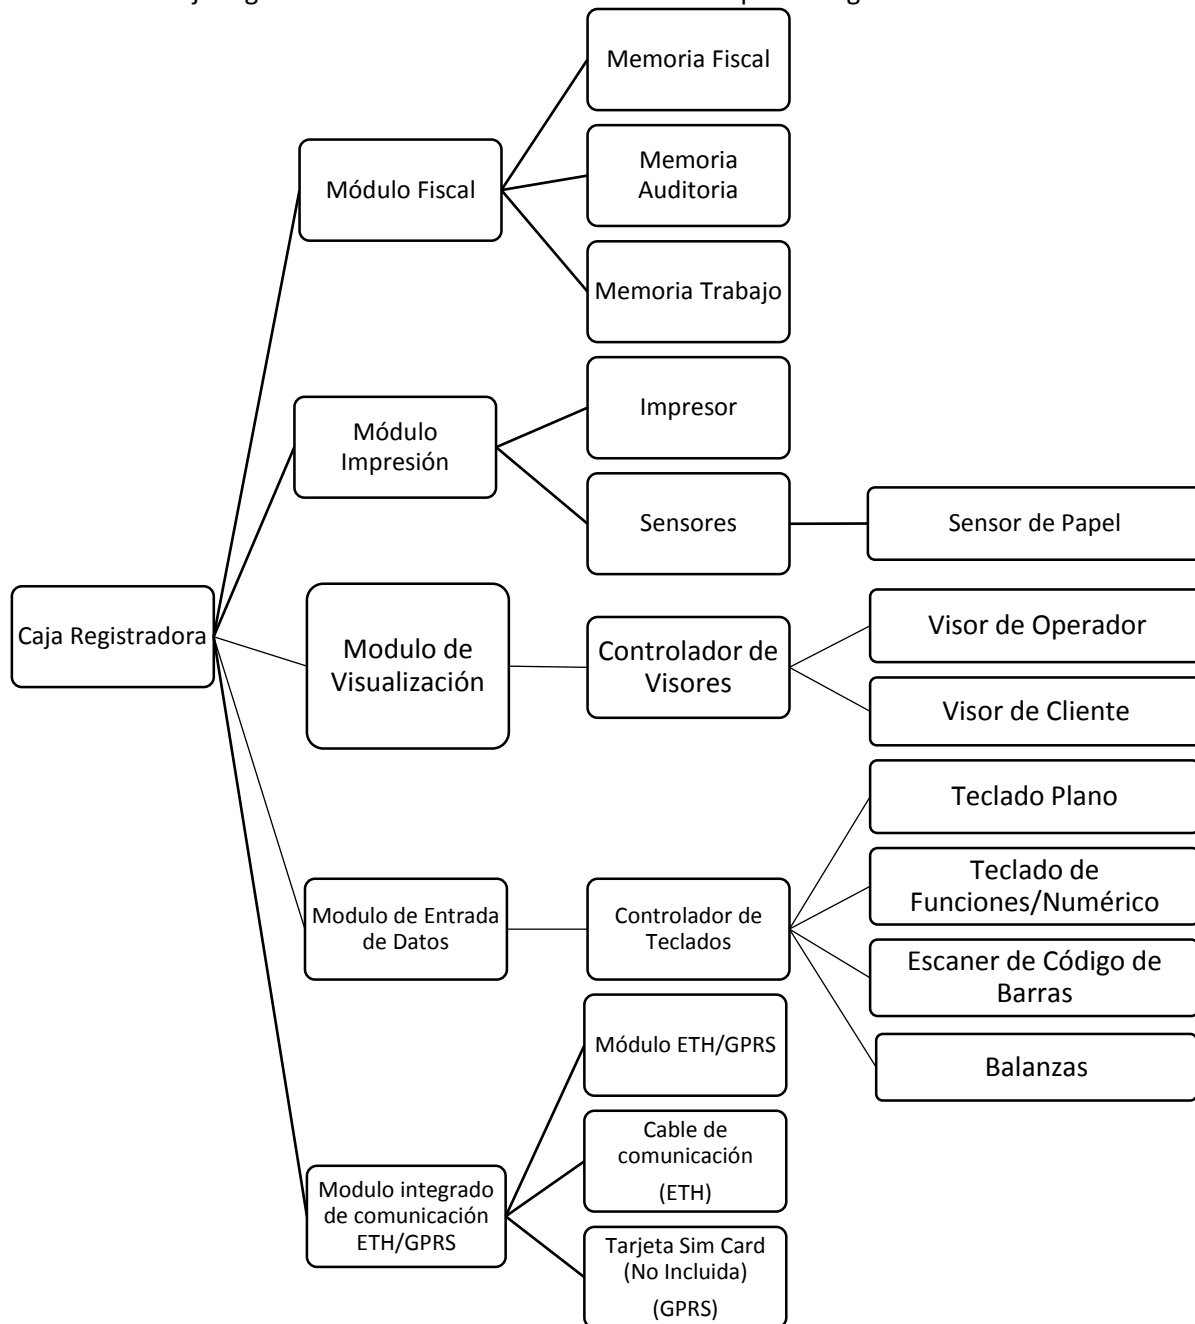 Memoria Fiscal
Memoria
Auditoria
Módulo Fiscal
Memoria Trabajo
Impresor
Módulo
Impresión
Sensores
Sensor de Papel
Caja Registradora
Modulo de
Visualización
Controlador de
Visores
Visor de Operador
Visor de Cliente
Teclado Plano
Teclado de
Funciones/Numérico
Modulo de Entrada
de Datos
Controlador de
Teclados
Escaner de Código de
Barras
Balanzas
Módulo ETH/GPRS
Cable de
comunicación
(ETH)
Modulo integrado
de comunicación
ETH/GPRS
Tarjeta Sim Card
(No Incluida)
(GPRS)